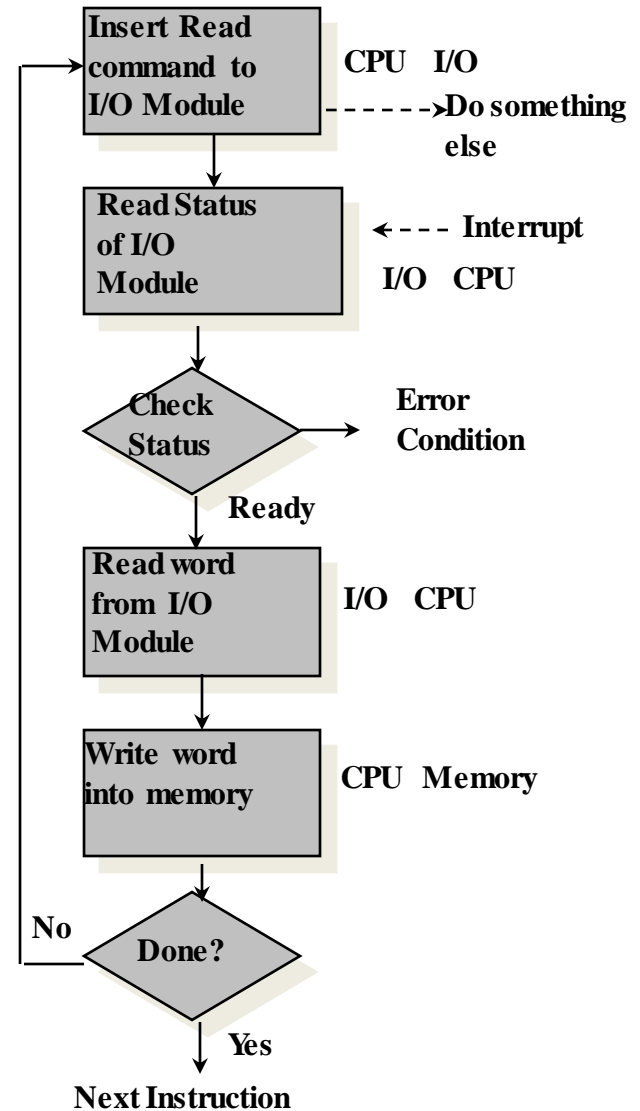 Insert Read
command to
I/O Module
CPU I/O
Do something
else
Read Status
of I/O
Module
Interrupt
I/O CPU
Check
Status
Error
Condition
Ready
Read word
from I/O
Module
I/O CPU
Write word
into memory
CPU Memory
No
Done?
Yes
Next Instruction